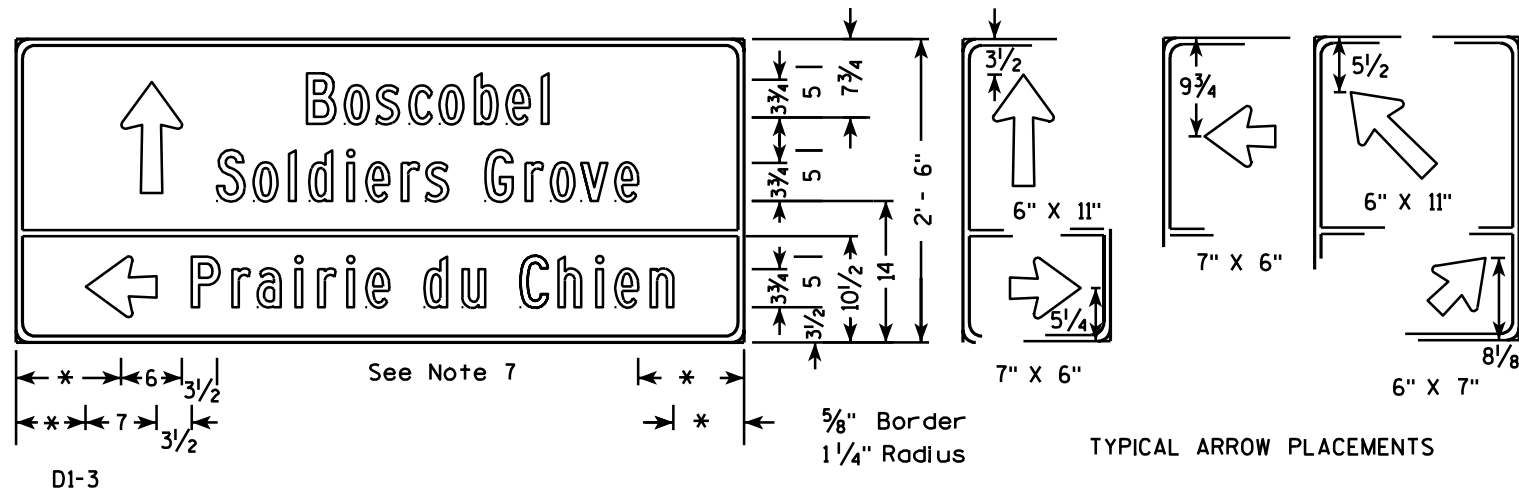 Boscobel
Soldiers Grove
Prairie du Chien
3¾
5
7¾
3¾
5
3¾
5
3½
10½
14
2' - 6"
* 6 3½
See Note 7
*
* 7 3½
*
⅝" Border
1¼" Radius
D1-3
3½
6" X 11"
5¼
7" X 6"
9¾
7" X 6"
5½
6" X 11"
8⅛
6" X 7"
TYPICAL ARROW PLACEMENTS